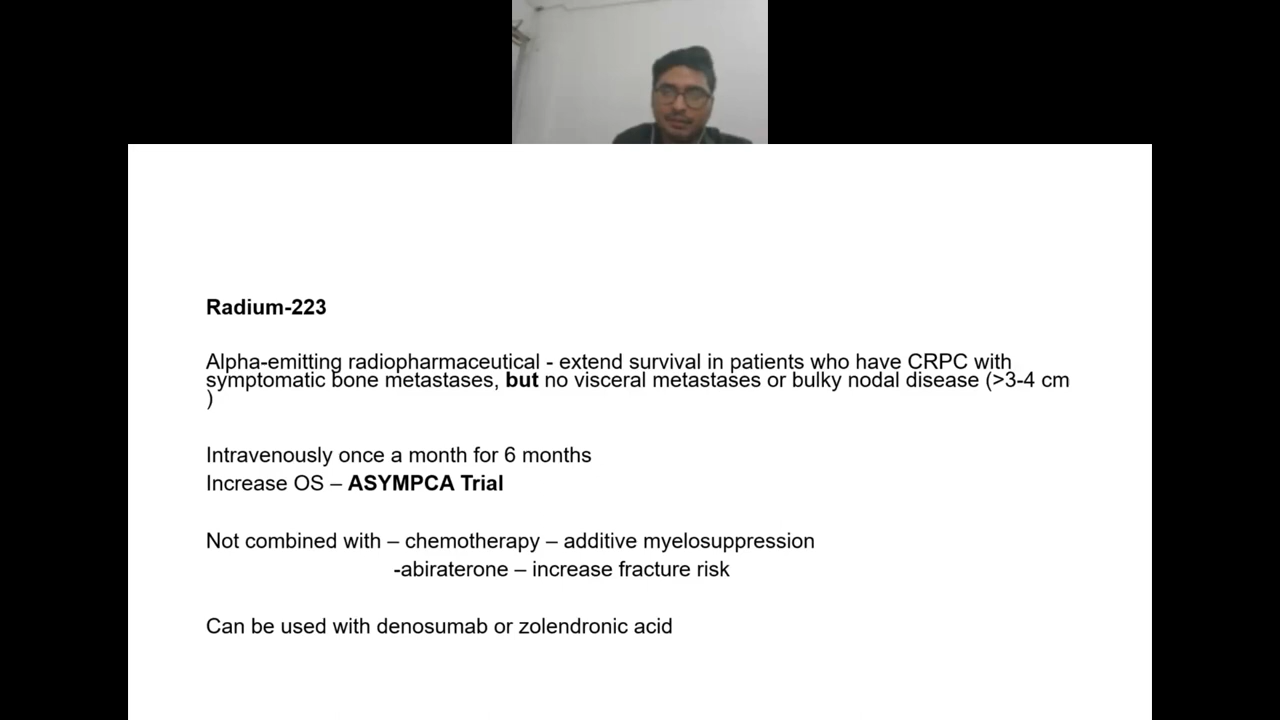 Radium-223
Alpha-emitting radiopharmaceutical - extend survival in patients who have CRPC with
symptomatic bone metastases, but no visceral metastases or bulky nodal disease (>3-4 cm
)
Intravenously once a month for 6 months
Increase OS – ASYMPCA Trial
Not combined with – chemotherapy – additive myelosuppression
-abiraterone – increase fracture risk
Can be used with denosumab or zolendronic acid